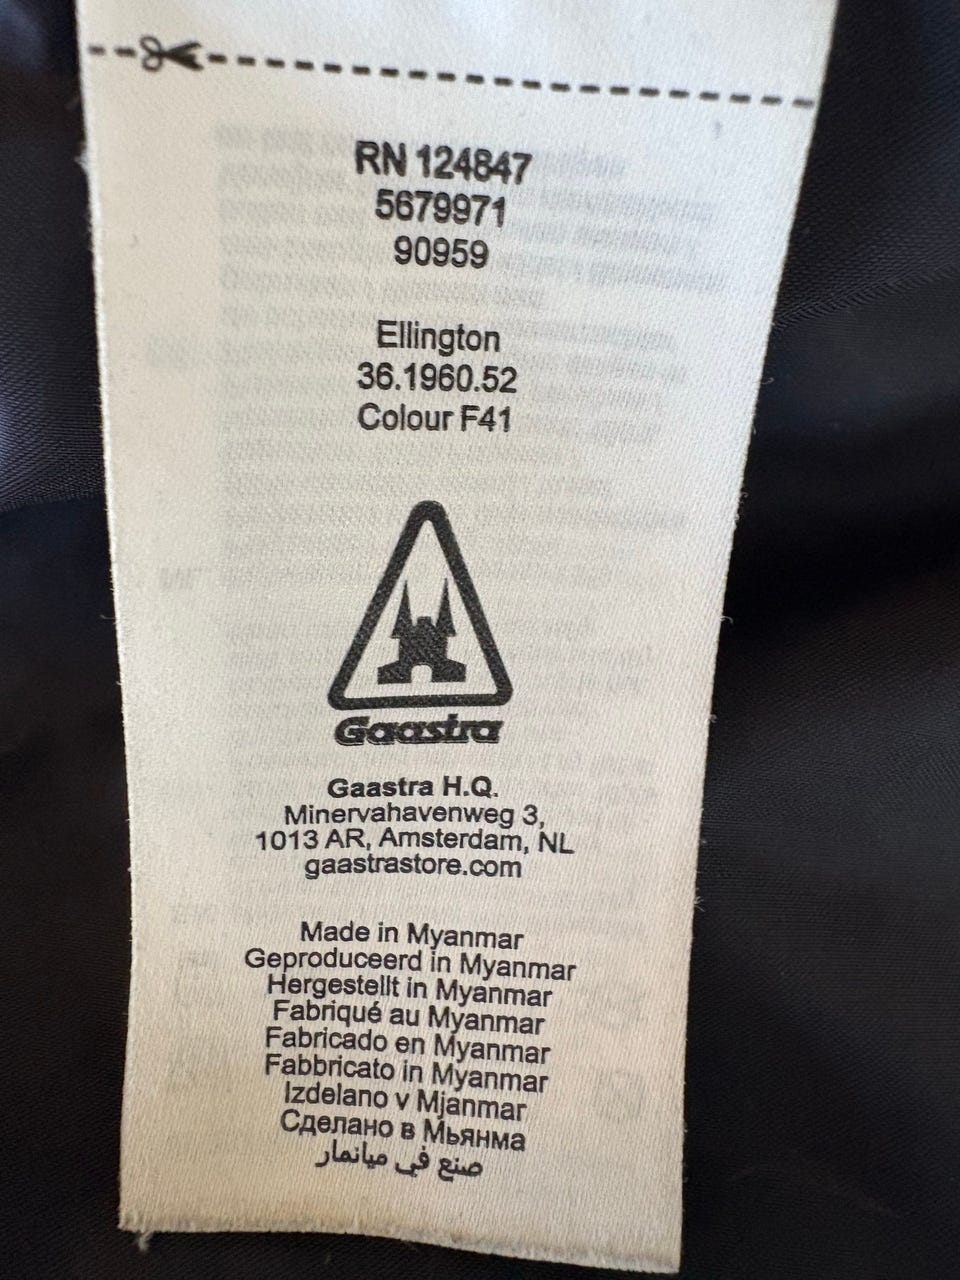 RN 124847
5679971
90959
Ellington
36.1960.52
Colour F41
Gaastra
Gaastra H.Q.
Minervahavenweg 3,
1013 AR, Amsterdam, NL
gaastrastore.com
Made in Myanmar
Geproduceerd in Myanmar
Hergestellt in Myanmar
Fabriqué au Myanmar
Fabricado en Myanmar
Fabbricato in Myanmar
Izdelano v Mjanmar
Сделано в Мьянма
صنع في ميانمار